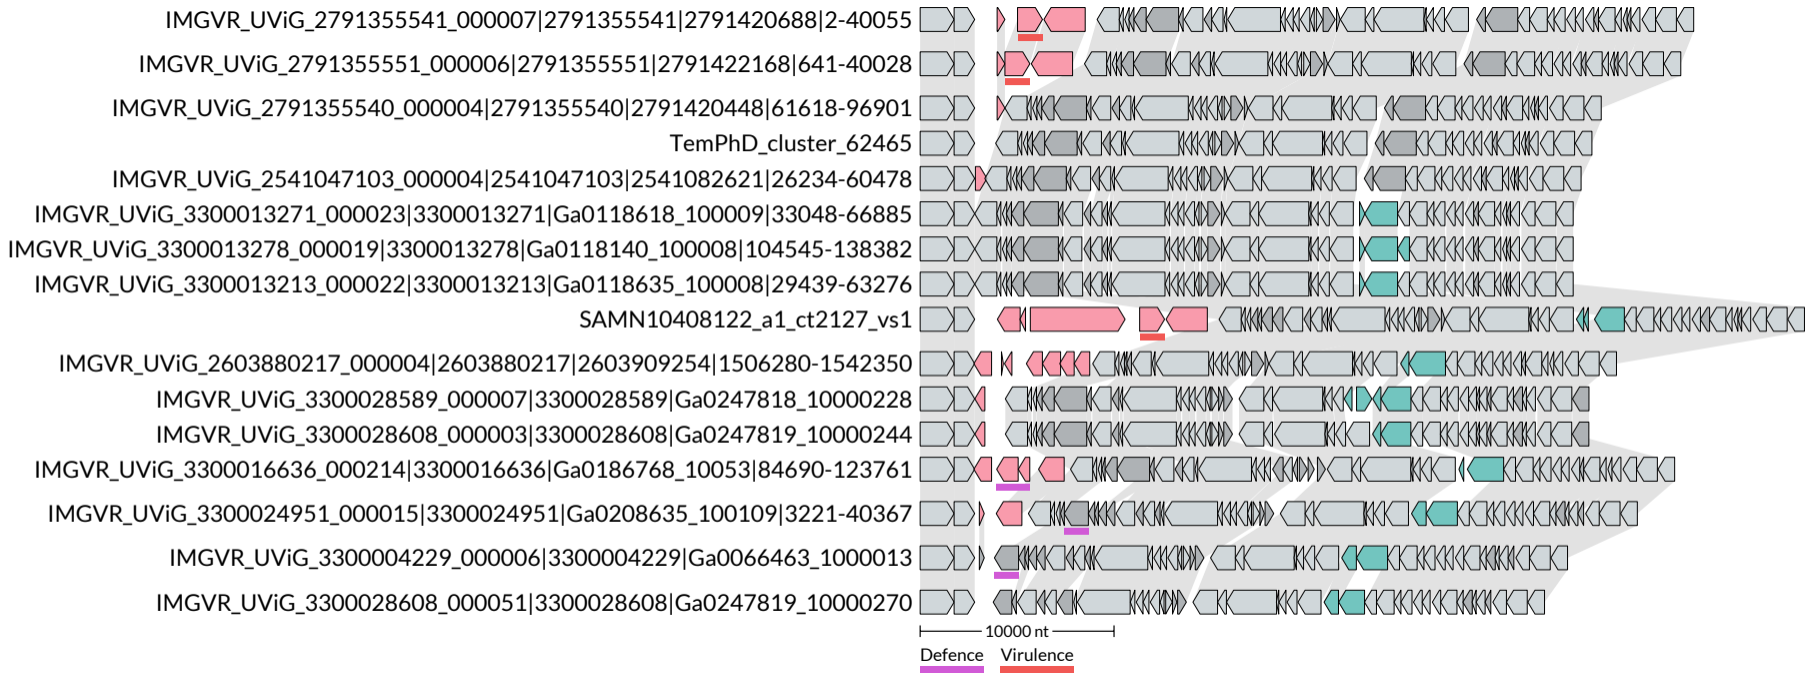 IMGVR_UViG_2791355541_000007|2791355541|2791420688|2-40055
IMGVR_UViG_2791355551_000006|2791355551|2791422168|641-40028
IMGVR_UViG_2791355540_000004|2791355540|2791420448|61618-96901
TemPhD_cluster_62465
IMGVR_UViG_2541047103_000004|2541047103|2541082621|26234-60478
IMGVR_UViG_3300013271_000023|3300013271|Ga0118618_100009|33048-66885
IMGVR_UViG_3300013278_000019|3300013278|Ga0118140_100008|104545-138382
IMGVR_UViG_3300013213_000022|3300013213|Ga0118635_100008|29439-63276
SAMN10408122_a1_ct2127_vs1
IMGVR_UViG_2603880217_000004|2603880217|2603909254|1506280-1542350
IMGVR_UViG_3300028589_000007|3300028589|Ga0247818_10000228
IMGVR_UViG_3300028608_000003|3300028608|Ga0247819_10000244
IMGVR_UViG_3300016636_000214|3300016636|Ga0186768_10053|84690-123761
IMGVR_UViG_3300024951_000015|3300024951|Ga0208635_100109|3221-40367
IMGVR_UViG_3300004229_000006|3300004229|Ga0066463_1000013
IMGVR_UViG_3300028608_000051|3300028608|Ga0247819_10000270
10000 nt
Defence Virulence